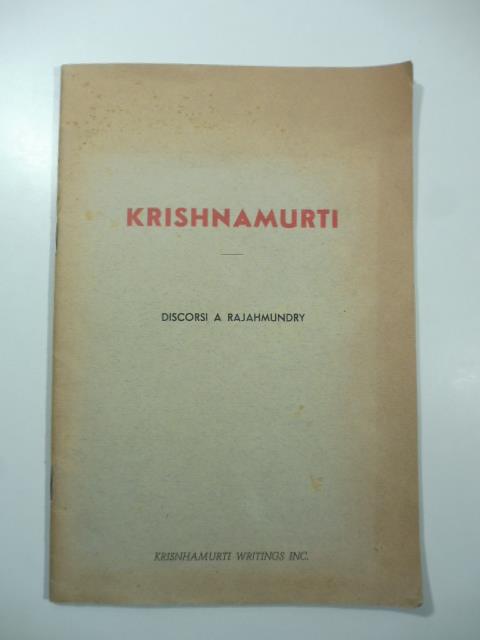 KRISHNAMURTI
DISCORSI A RAJAHMUNDRY
KRISNHAMURTI WRITINGS INC.